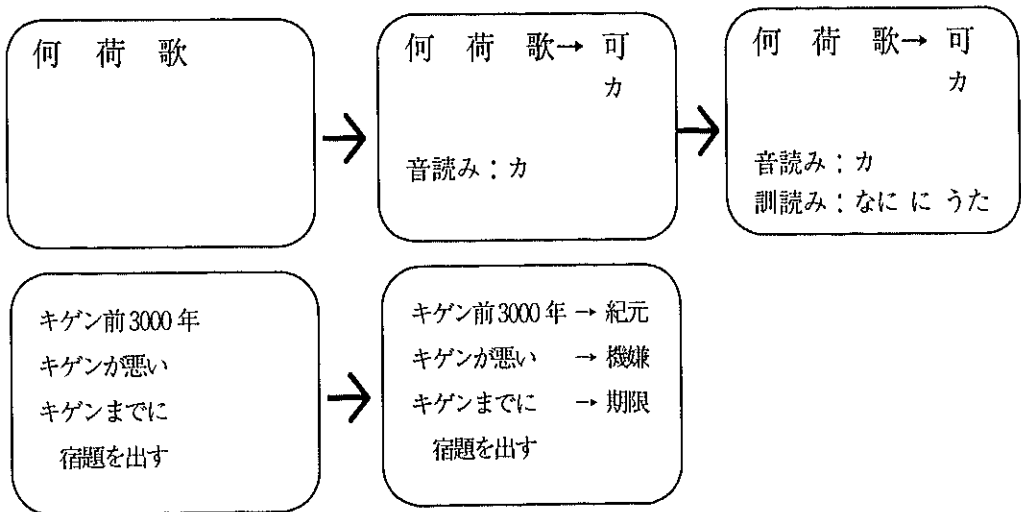 何 荷 歌
何 荷 歌→ 可
カ
音読み：カ
何 荷 歌→ 可
カ
音読み：カ
訓読み：なに に うた
キゲン前3000年
キゲンが悪い
キゲンまでに
宿題を出す
キゲン前3000年 → 紀元
キゲンが悪い → 機嫌
キゲンまでに → 期限
宿題を出す